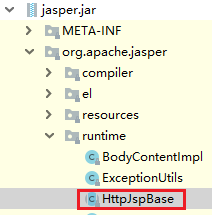 jasper.jar
META-INF
org.apache.jasper
compiler
el
resources
runtime
BodyContentImpl
ExceptionUtils
HttpJspBase